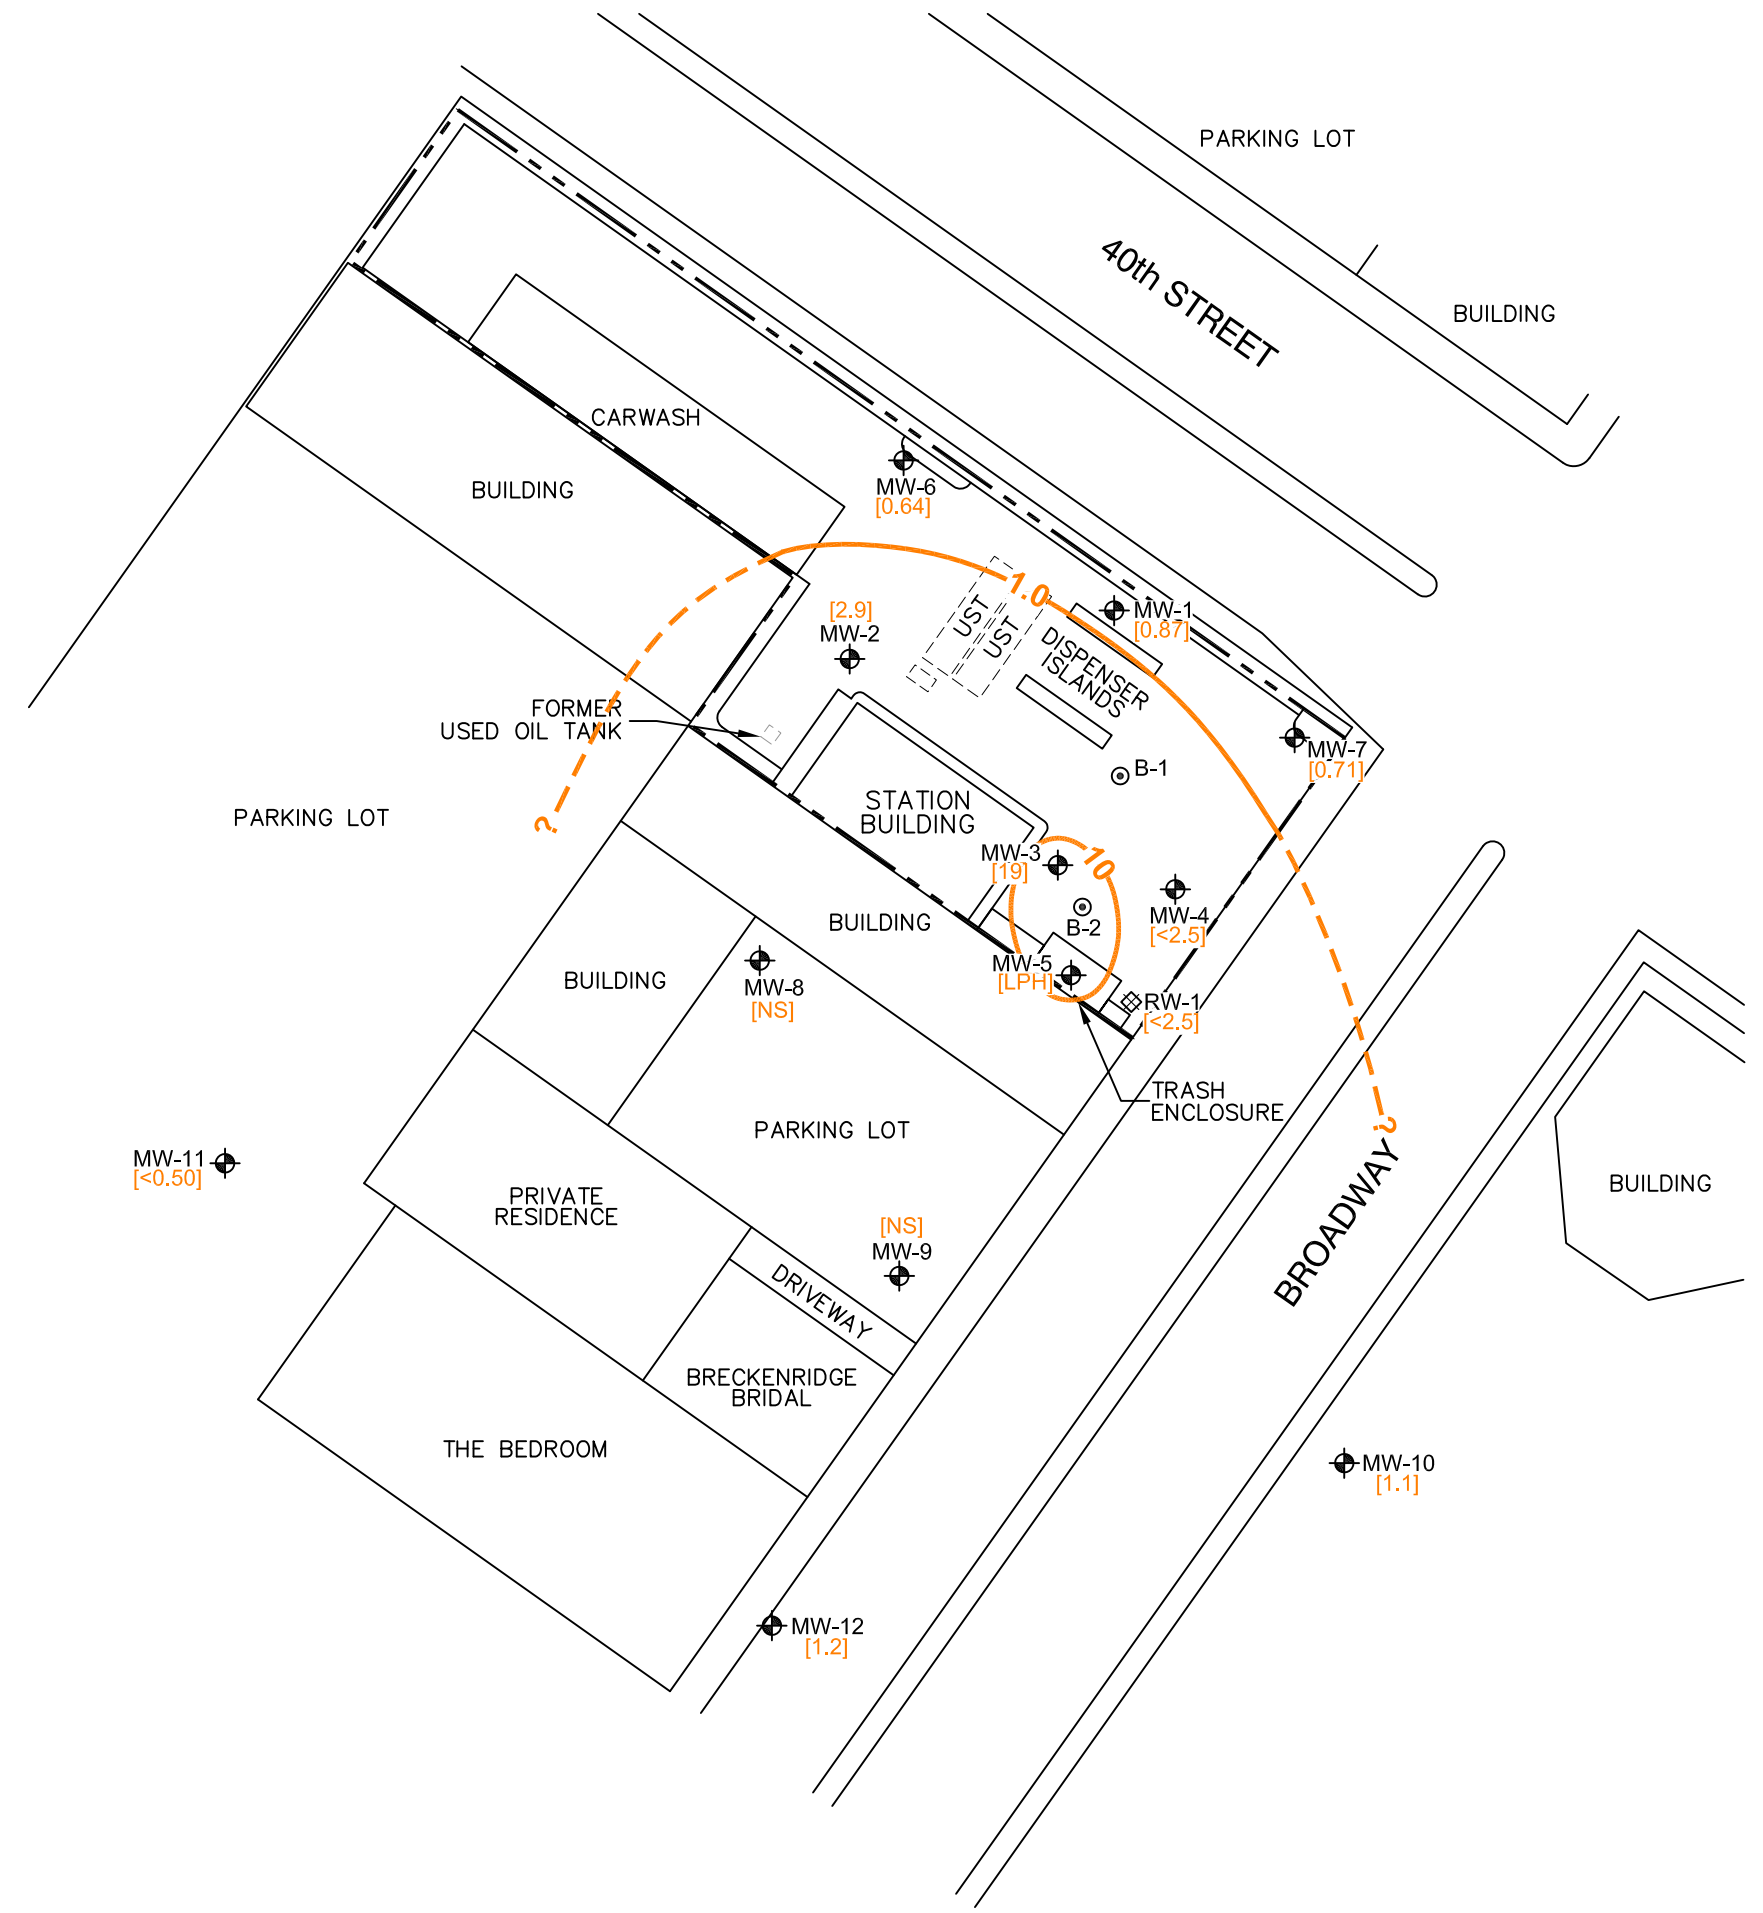 PARKING LOT
40th STREET
BUILDING
CARWASH
BUILDING
MW-6
[0.64]
1.0
UST
UST
[2.9]
MW-2
MW-1
[0.87]
DISPENSER
ISLANDS
FORMER
USED OIL TANK
MW-7
[0.71]
B-1
PARKING LOT
?
STATION
BUILDING
MW-3
[19]
10
BUILDING
B-2
MW-4
[<2.5]
MW-5
[LPH]
BUILDING
MW-8
[NS]
RW-1
[<2.5]
TRASH
ENCLOSURE
PARKING LOT
?
BROADWAY
BUILDING
MW-11
[<0.50]
PRIVATE
RESIDENCE
[NS]
MW-9
DRIVEWAY
BRECKENRIDGE
BRIDAL
THE BEDROOM
MW-10
[1.1]
MW-12
[1.2]